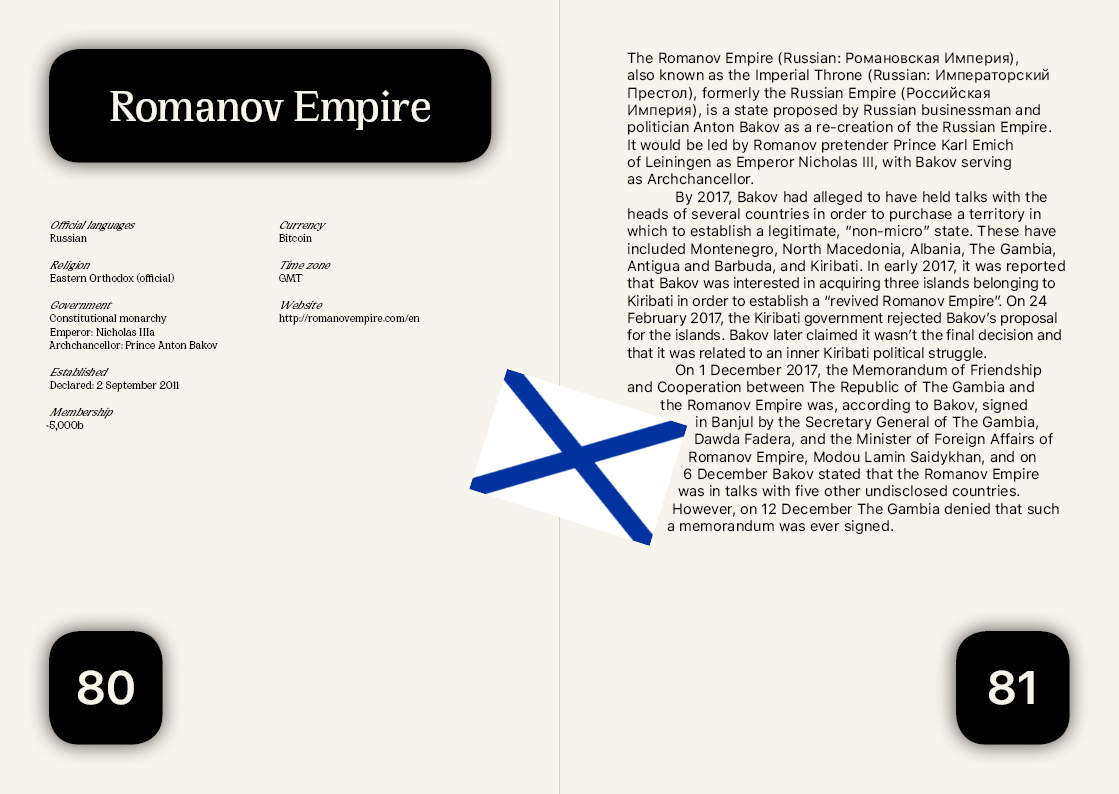 Romanov Empire
Official languages
Russian
Religion
Eastern Orthodox (official)
Government
Constitutional monarchy
Emperor: Nicholas IIIa
Archchancellor: Prince Anton Bakov
Established
Declared: 2 September 2011
Membership
~5,000b
Currency
Bitcoin
Time zone
GMT
Website
http://romanovempire.com/en
80
The Romanov Empire (Russian: Романовская Империя),
also known as the Imperial Throne (Russian: Императорский
Престол), formerly the Russian Empire (Российская
Империя), is a state proposed by Russian businessman and
politician Anton Bakov as a re-creation of the Russian Empire.
It would be led by Romanov pretender Prince Karl Emich
of Leiningen as Emperor Nicholas III, with Bakov serving
as Archchancellor.
By 2017, Bakov had alleged to have held talks with the
heads of several countries in order to purchase a territory in
which to establish a legitimate, “non-micro” state. These have
included Montenegro, North Macedonia, Albania, The Gambia,
Antigua and Barbuda, and Kiribati. In early 2017, it was reported
that Bakov was interested in acquiring three islands belonging to
Kiribati in order to establish a “revived Romanov Empire”. On 24
February 2017, the Kiribati government rejected Bakov’s proposal
for the islands. Bakov later claimed it wasn’t the final decision and
that it was related to an inner Kiribati political struggle.
On 1 December 2017, the Memorandum of Friendship
and Cooperation between The Republic of The Gambia and
the Romanov Empire was, according to Bakov, signed
in Banjul by the Secretary General of The Gambia,
Dawda Fadera, and the Minister of Foreign Affairs of
Romanov Empire, Modou Lamin Saidykhan, and on
6 December Bakov stated that the Romanov Empire
was in talks with five other undisclosed countries.
However, on 12 December The Gambia denied that such
a memorandum was ever signed.
81